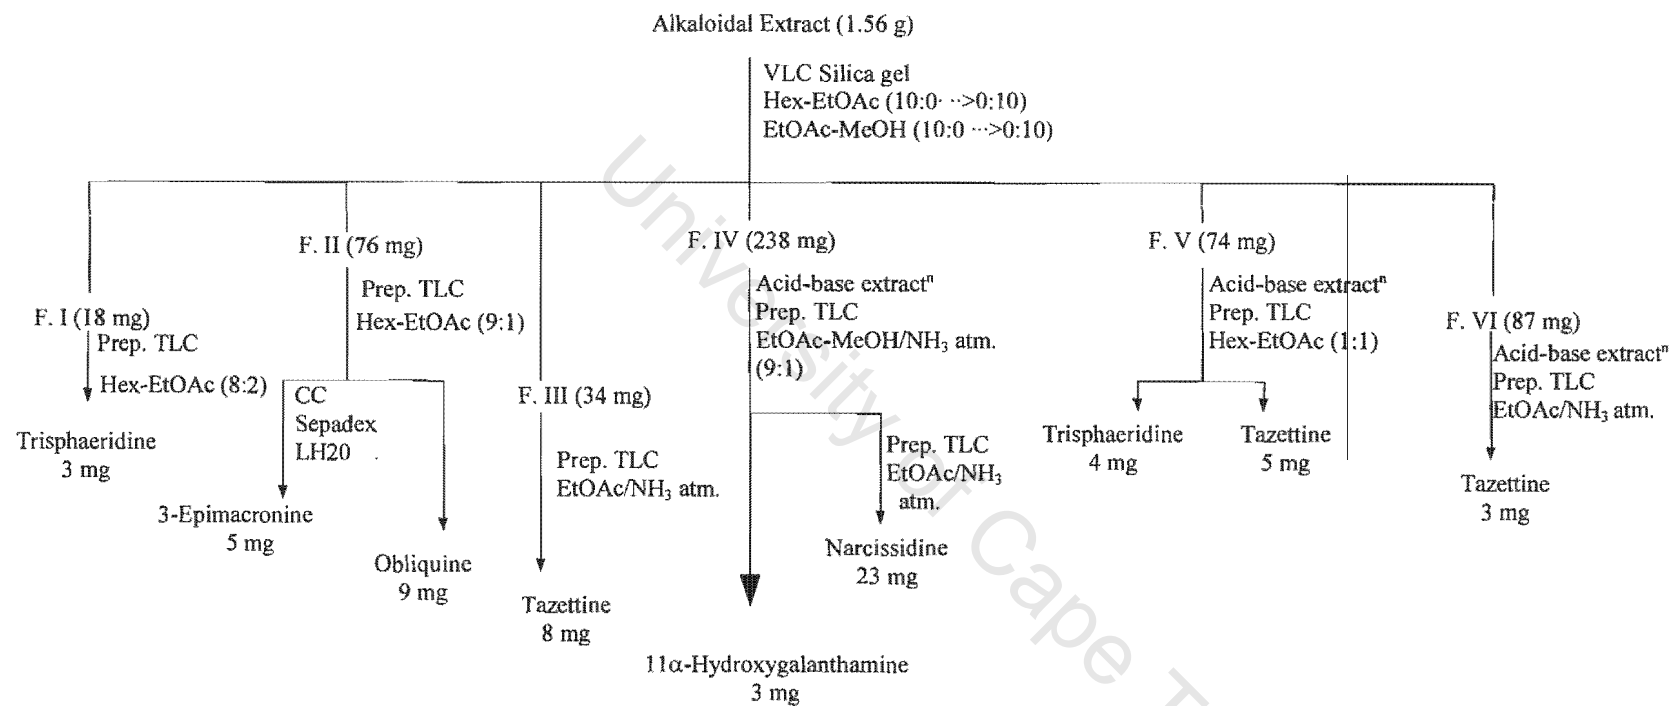 Alkaloidal Extract (1.56 g)
VLC Silica gel
Hex-EtOAc (10:0· ··>0:10)
EtOAc-MeOH (10:0 ···>0:10)
F. I (18 mg)
Prep. TLC
Hex-EtOAc (8:2)
Trisphaeridine
3 mg
F. II (76 mg)
Prep. TLC
Hex-EtOAc (9:1)
CC
Sepadex
LH20
3-Epimacronine
5 mg
Obliquine
9 mg
F. III (34 mg)
Prep. TLC
EtOAc/NH₃ atm.
Tazettine
8 mg
F. IV (238 mg)
Acid-base extractⁿ
Prep. TLC
EtOAc-MeOH/NH₃ atm.
(9:1)
11α-Hydroxygalanthamine
3 mg
Prep. TLC
EtOAc/NH₃
atm.
Narcissidine
23 mg
F. V (74 mg)
Acid-base extractⁿ
Prep. TLC
Hex-EtOAc (1:1)
Trisphaeridine
4 mg
Tazettine
5 mg
F. VI (87 mg)
Acid-base extractⁿ
Prep. TLC
EtOAc/NH₃ atm.
Tazettine
3 mg
University of Cape T